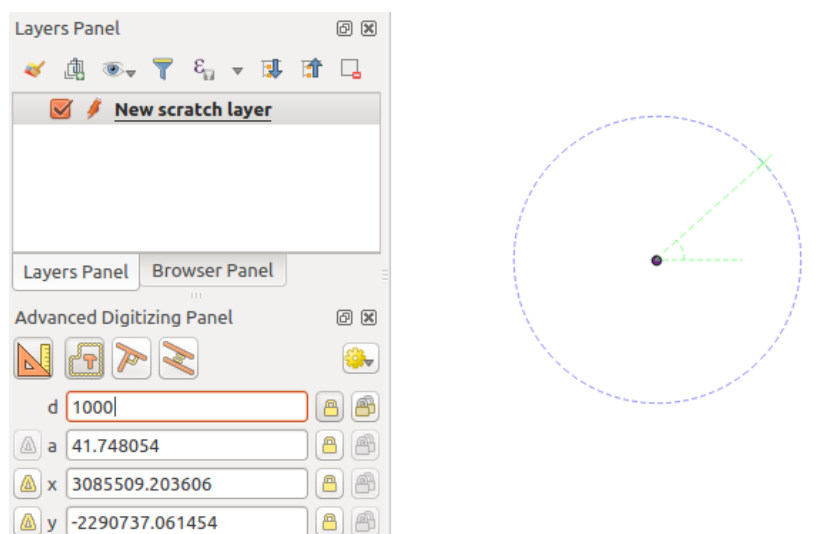 Layers Panel
New scratch layer
Layers Panel Browser Panel
Advanced Digitizing Panel
d 1000
a 41.748054
x 3085509.203606
y -2290737.061454